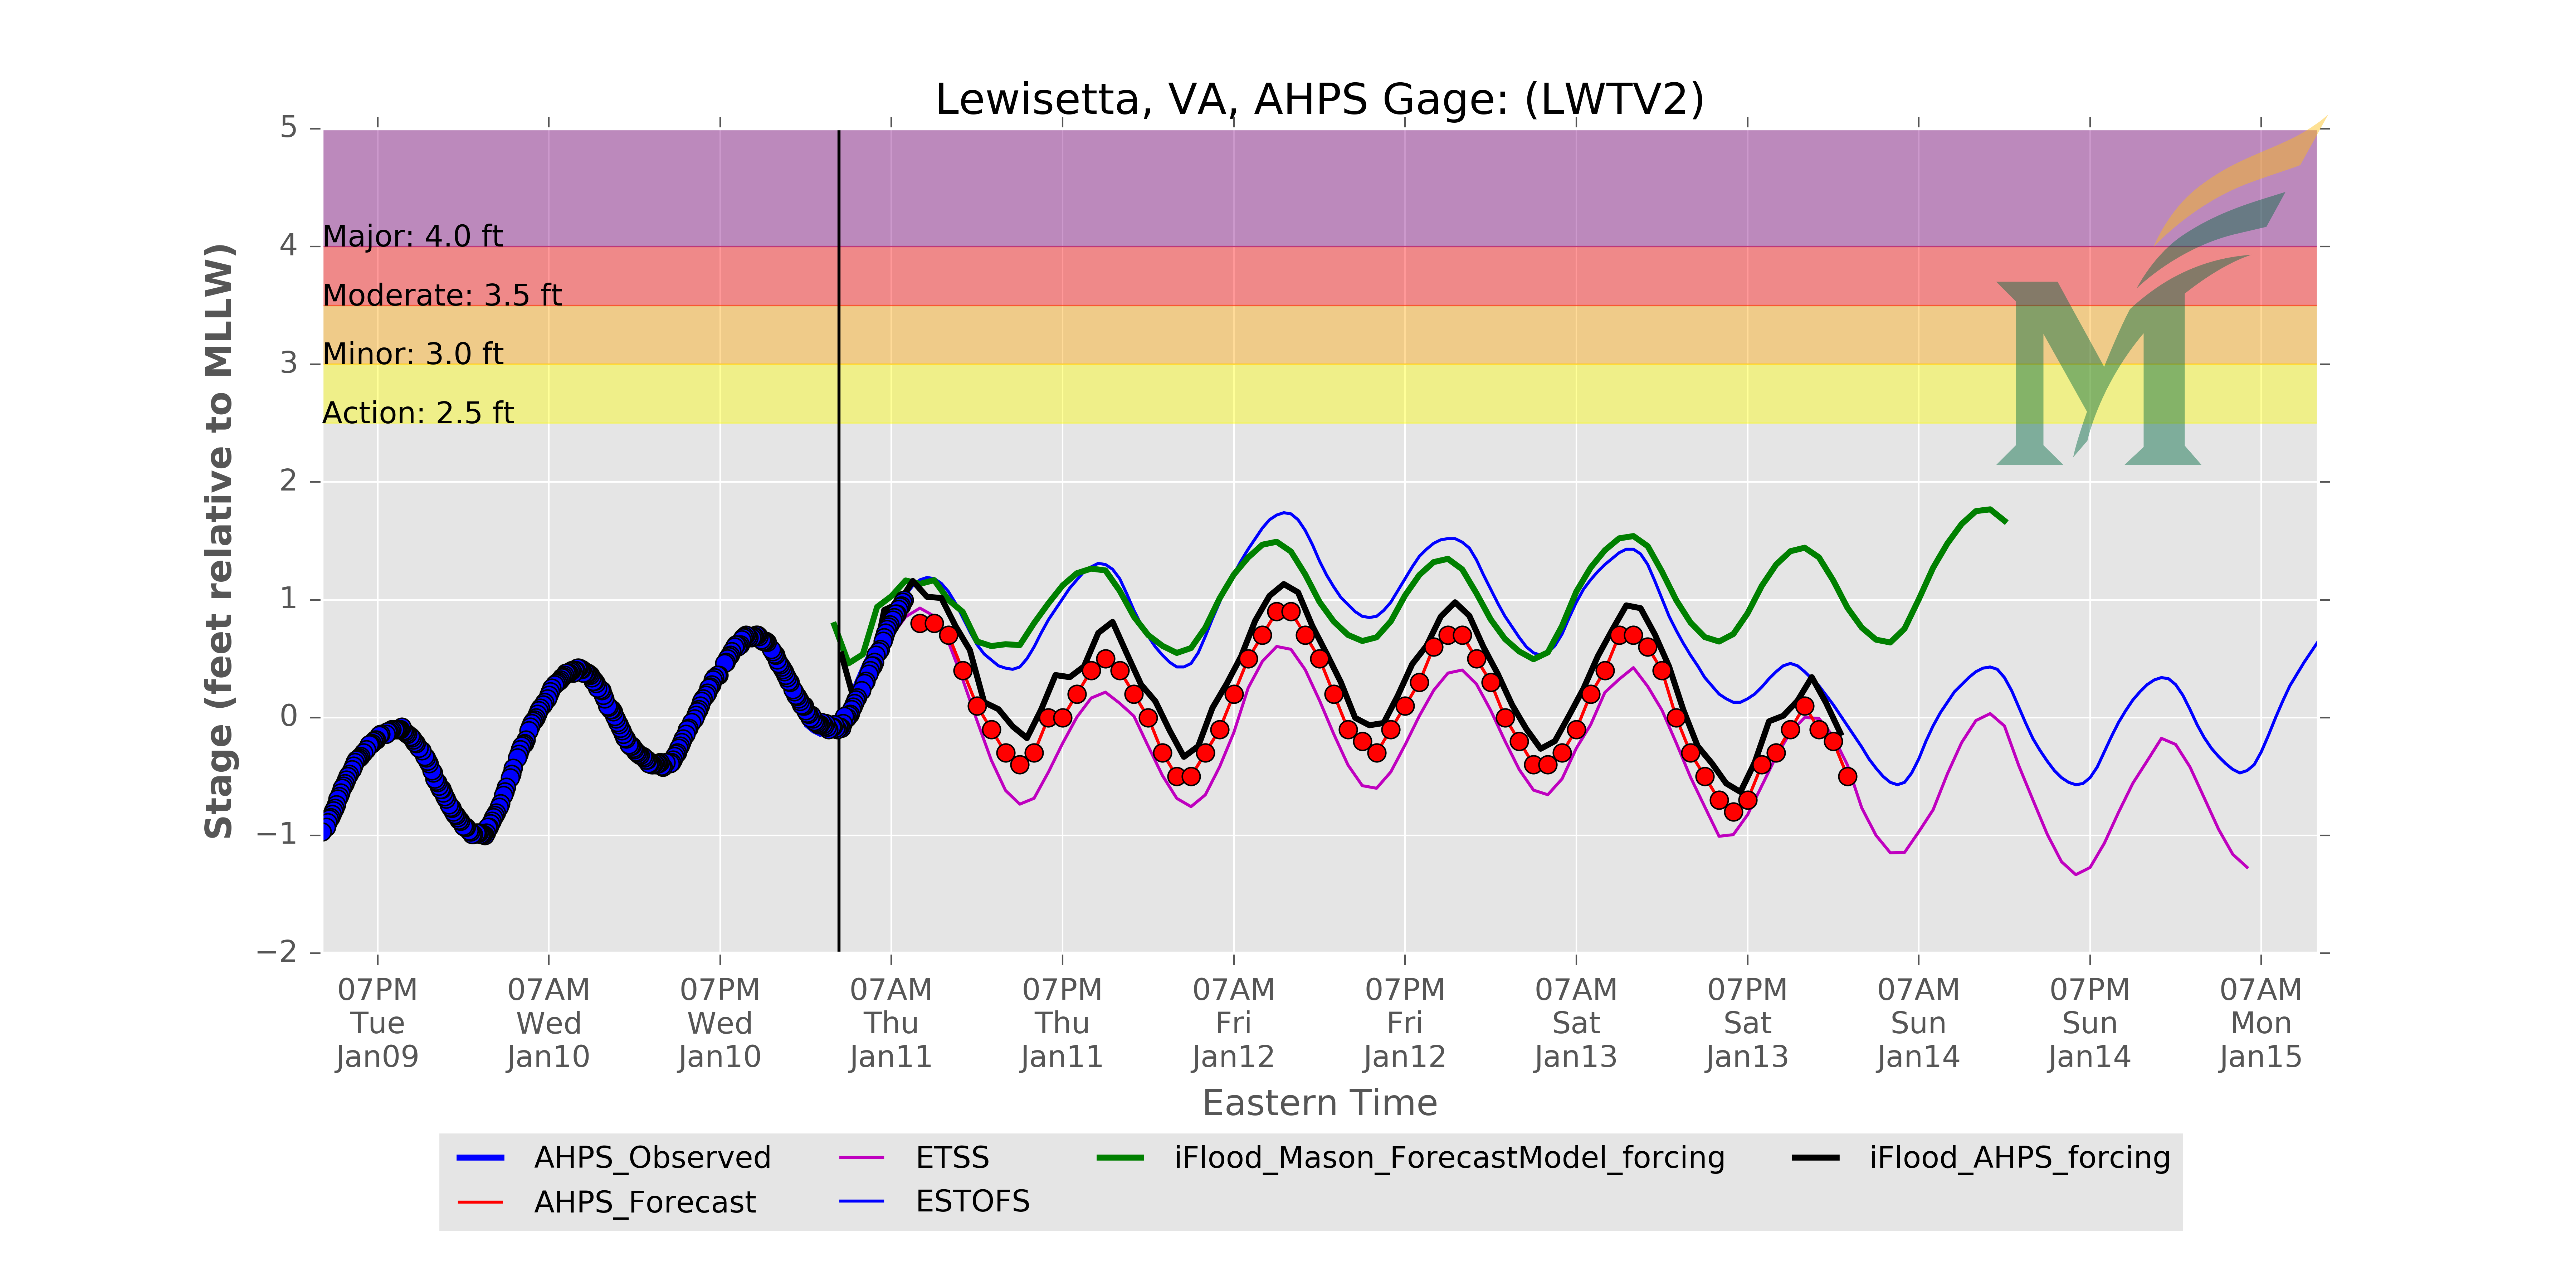 Lewisetta, VA, AHPS Gage: (LWTV2)
Stage (feet relative to MLLW)
5
4
3
2
1
0
−1
−2
Major: 4.0 ft
Moderate: 3.5 ft
Minor: 3.0 ft
Action: 2.5 ft
M
07PM 07AM 07PM 07AM 07PM 07AM 07PM 07AM 07PM 07AM 07PM 07AM
Tue Wed Wed Thu Thu Fri Fri Sat Sat Sun Sun Mon
Jan09 Jan10 Jan10 Jan11 Jan11 Jan12 Jan12 Jan13 Jan13 Jan14 Jan14 Jan15
Eastern Time
AHPS_Observed ETSS iFlood_Mason_ForecastModel_forcing iFlood_AHPS_forcing
AHPS_Forecast ESTOFS